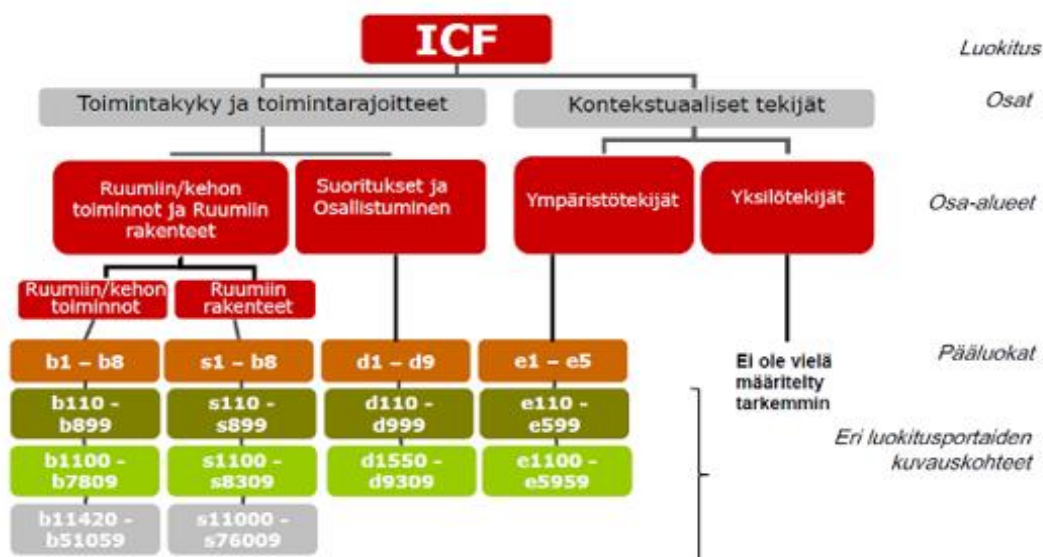 ICF
Luokitus
Toimintakyky ja toimintarajoitteet
Kontekstuaaliset tekijät
Osat
Ruumiin/kehon
toiminnot ja Ruumiin
rakenteet
Suoritukset ja
Osallistuminen
Ympäristötekijät
Yksilötekijät
Osa-alueet
Ruumiin/kehon
toiminnot
Ruumiin
rakenteet
b1 – b8
s1 – b8
d1 – d9
e1 – e5
Ei ole vielä
määritelty
tarkemmin
Pääluokat
b110 -
b899
s110 -
s899
d110 -
d999
e110 -
e599
Eri luokitusportaiden
kuvauskohteet
b1100 -
b7809
s1100 -
s8309
d1550 -
d9309
e1100 -
e5959
b11420 –
b51059
s11000 –
s76009